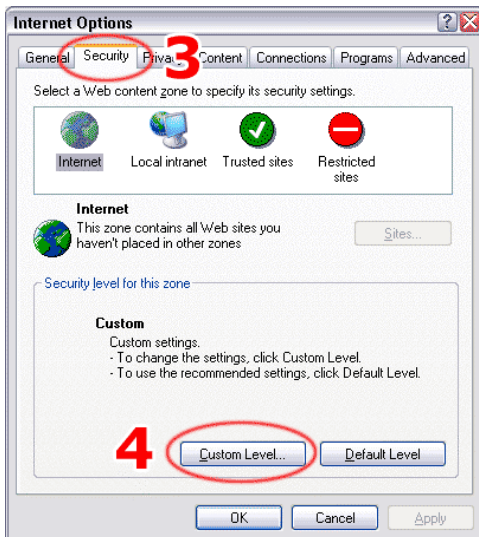 Internet Options
General Security Privacy Content Connections Programs Advanced
3
Select a Web content zone to specify its security settings.
Internet Local intranet Trusted sites Restricted
sites
Internet
This zone contains all Web sites you
haven't placed in other zones
Sites...
Security level for this zone
Custom
Custom settings.
- To change the settings, click Custom Level.
- To use the recommended settings, click Default Level.
4
Custom Level... Default Level
OK Cancel Apply